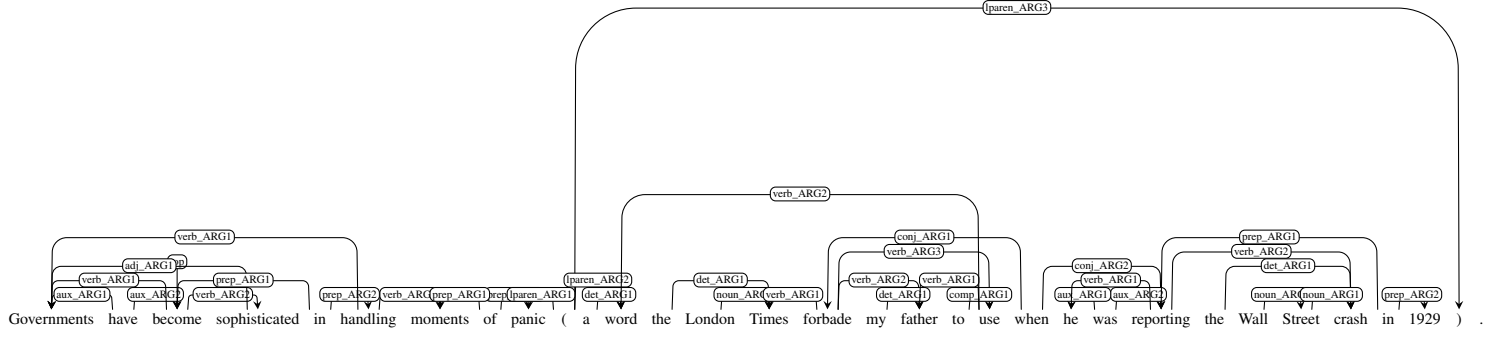 lparen_ARG3
verb_ARG2
verb_ARG1 conj_ARG1 prep_ARG1
verb_ARG3 verb_ARG2
adj_ARG1 conj_ARG2 det_ARG1
verb_ARG1 prep_ARG1 lparen_ARG2 det_ARG1 verb_ARG2 verb_ARG1 verb_ARG1
aux_ARG1 aux_ARG2 verb_ARG2 prep_ARG2 prep_ARG1 lparen_ARG1 det_ARG1 verb_ARG1 det_ARG1 comp_ARG1 aux_ARG1 aux_ARG2 noun_ARG1 prep_ARG2
Governments have become sophisticated in handling moments of panic ( a word the London Times forbade my father to use when he was reporting the Wall Street crash in 1929 ) .